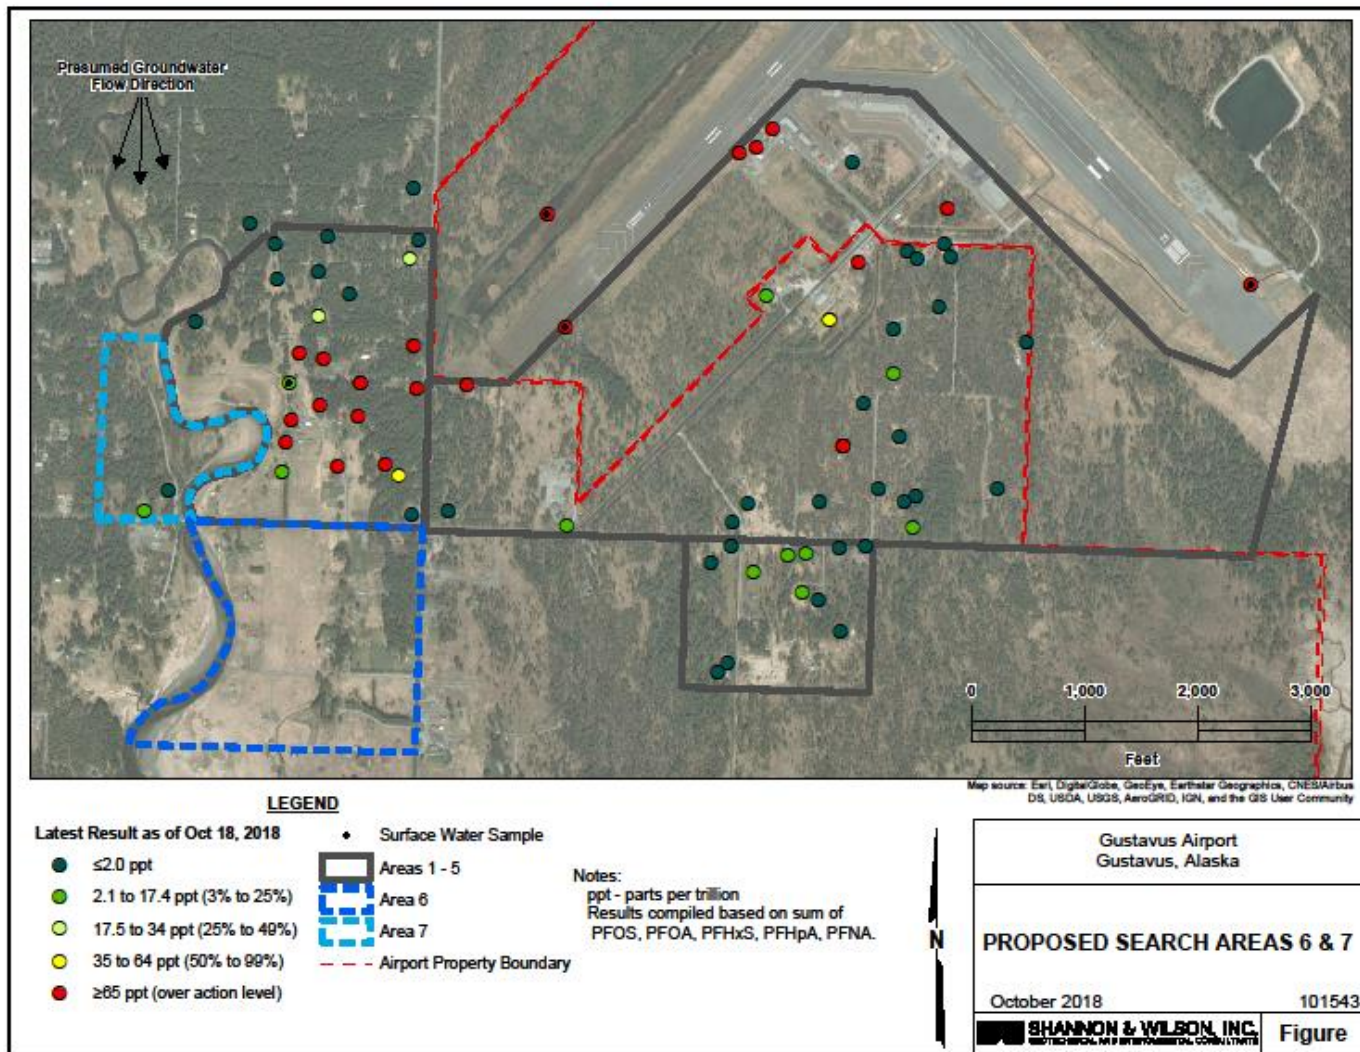 Presumed Groundwater
Flow Direction
0 1,000 2,000 3,000
Feet
Map source: Esri, DigitalGlobe, GeoEye, Earthstar Geographics, CNES/Airbus
DS, USDA, USGS, AeroGRID, IGN, and the GIS User Community
LEGEND
Latest Result as of Oct 18, 2018
≤2.0 ppt
2.1 to 17.4 ppt (3% to 25%)
17.5 to 34 ppt (25% to 49%)
35 to 64 ppt (50% to 99%)
≥65 ppt (over action level)
Surface Water Sample
Areas 1 - 5
Area 6
Area 7
Airport Property Boundary
Notes:
ppt - parts per trillion
Results compiled based on sum of
PFOS, PFOA, PFHxS, PFHpA, PFNA.
N
Gustavus Airport
Gustavus, Alaska
PROPOSED SEARCH AREAS 6 & 7
October 2018 101543
SHANNON & WILSON, INC.
GEOTECHNICAL AND ENVIRONMENTAL CONSULTANTS
Figure